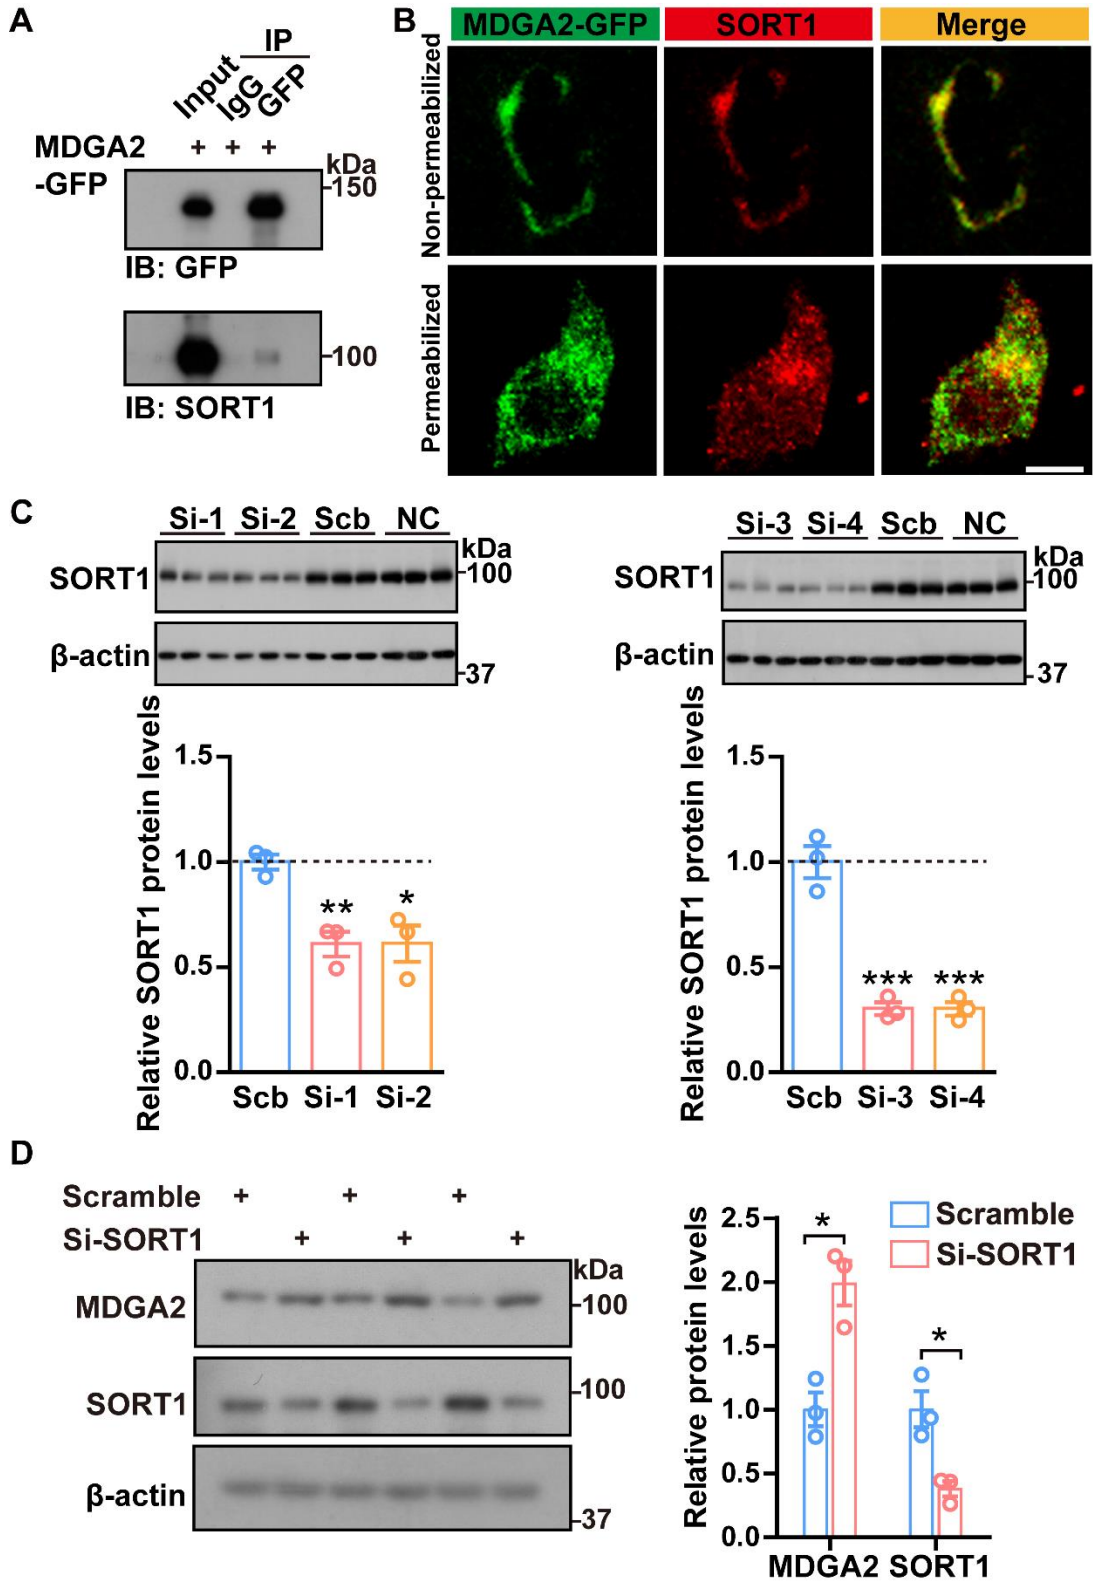 A
IP
Input IgG GFP
MDGA2 + + +
-GFP
kDa
150
IB: GFP
100
IB: SORT1
B
MDGA2-GFP SORT1 Merge
Non-permeabilized
Permeabilized
C
Si-1 Si-2 Scb NC
kDa
SORT1 100
β-actin
37
Relative SORT1 protein levels
1.5
1.0
0.5
0.0
** *
Scb Si-1 Si-2
Si-3 Si-4 Scb NC
kDa
SORT1 100
β-actin
37
Relative SORT1 protein levels
1.5
1.0
0.5
0.0
*** ***
Scb Si-3 Si-4
D
Scramble + + +
Si-SORT1 + + +
kDa
MDGA2 100
SORT1 100
β-actin
37
Relative protein levels
2.5
2.0
1.5
1.0
0.5
0.0
* *
Scramble
Si-SORT1
MDGA2 SORT1